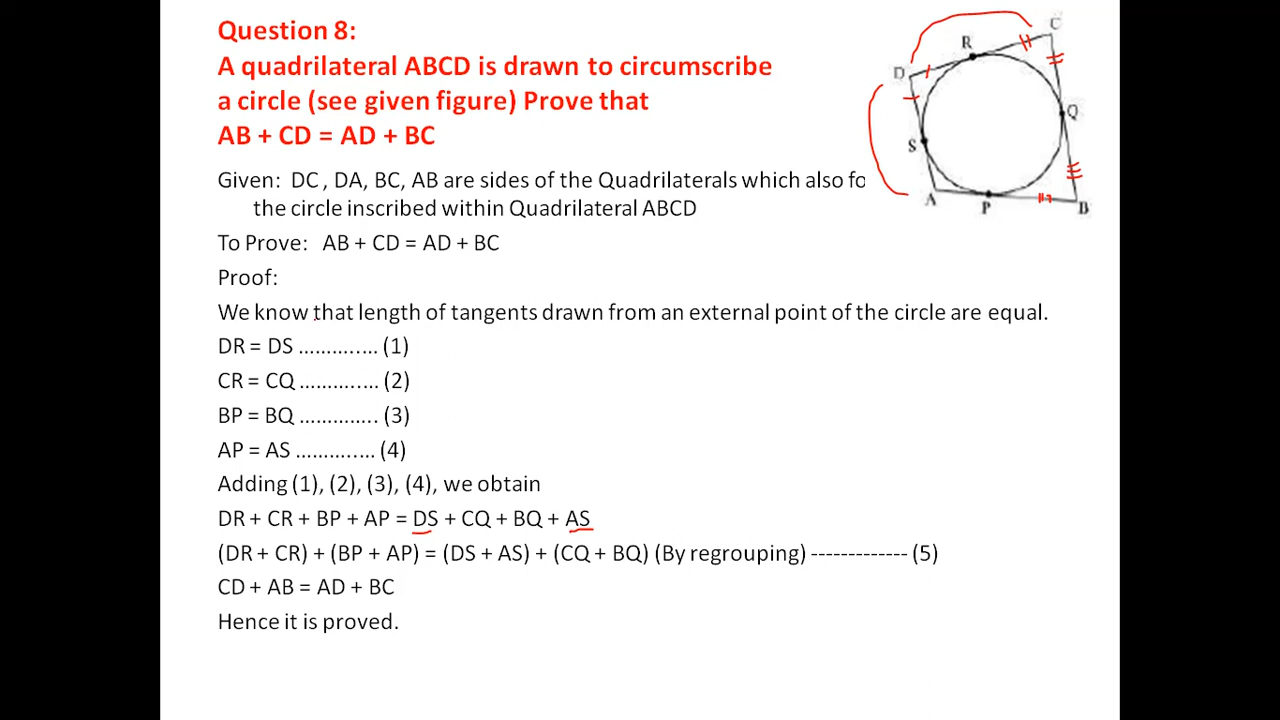 Question 8:
A quadrilateral ABCD is drawn to circumscribe
a circle (see given figure) Prove that
AB + CD = AD + BC
Given: DC , DA, BC, AB are sides of the Quadrilaterals which also fo
the circle inscribed within Quadrilateral ABCD
To Prove: AB + CD = AD + BC
Proof:
We know that length of tangents drawn from an external point of the circle are equal.
DR = DS .............. (1)
CR = CQ .............. (2)
BP = BQ .............. (3)
AP = AS .............. (4)
Adding (1), (2), (3), (4), we obtain
DR + CR + BP + AP = DS + CQ + BQ + AS
(DR + CR) + (BP + AP) = (DS + AS) + (CQ + BQ) (By regrouping) ------------- (5)
CD + AB = AD + BC
Hence it is proved.
C
R
D
Q
S
A
P
B